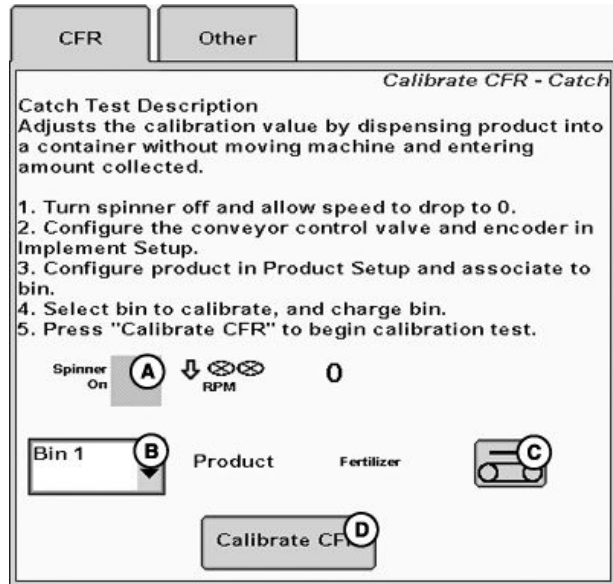 CFR
Other
Calibrate CFR - Catch
Catch Test Description
Adjusts the calibration value by dispensing product into
a container without moving machine and entering
amount collected.
1. Turn spinner off and allow speed to drop to 0.
2. Configure the conveyor control valve and encoder in
Implement Setup.
3. Configure product in Product Setup and associate to
bin.
4. Select bin to calibrate, and charge bin.
5. Press "Calibrate CFR" to begin calibration test.
Spinner
On
A
RPM
0
Bin 1
B
Product
Fertilizer
C
Calibrate CF
D